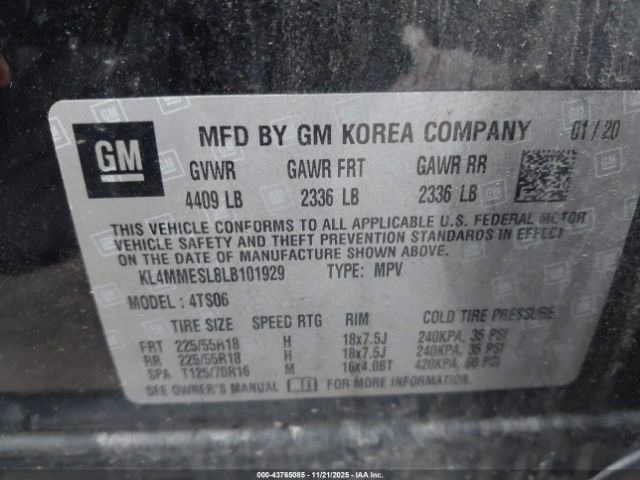 GM
MFD BY GM KOREA COMPANY 01/20
GVWR GAWR FRT GAWR RR
4409 LB 2336 LB 2336 LB
THIS VEHICLE CONFORMS TO ALL APPLICABLE U.S. FEDERAL MOTOR
VEHICLE SAFETY AND THEFT PREVENTION STANDARDS IN EFFECT
ON THE DATE OF MANUFACTURE SHOWN ABOVE.
KL4MMESL8LB101929 TYPE: MPV
MODEL: 4TS06
TIRE SIZE SPEED RTG RIM COLD TIRE PRESSURE
FRT 225/55R18 H 18x7.5J 240KPA, 35 PSI
RR 225/55R18 H 18x7.5J 240KPA, 35 PSI
SPA T125/70R16 M 16x4.0BT 420KPA, 60 PSI
SEE OWNER'S MANUAL FOR MORE INFORMATION
000-43765085 - 11/21/2025 - IAAI.CA